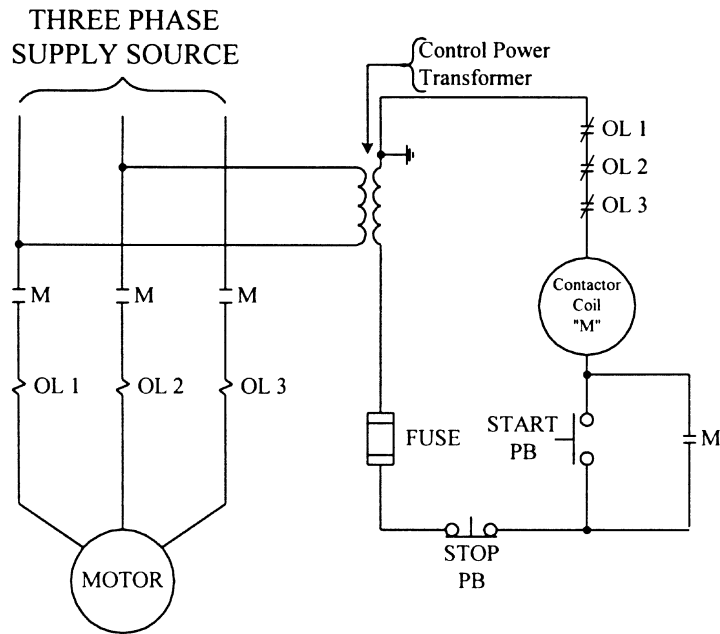 THREE PHASE
SUPPLY SOURCE
Control Power
Transformer
OL 1
OL 2
OL 3
M
M
M
Contactor
Coil
"M"
OL 1
OL 2
OL 3
FUSE
START
PB
M
STOP
PB
MOTOR